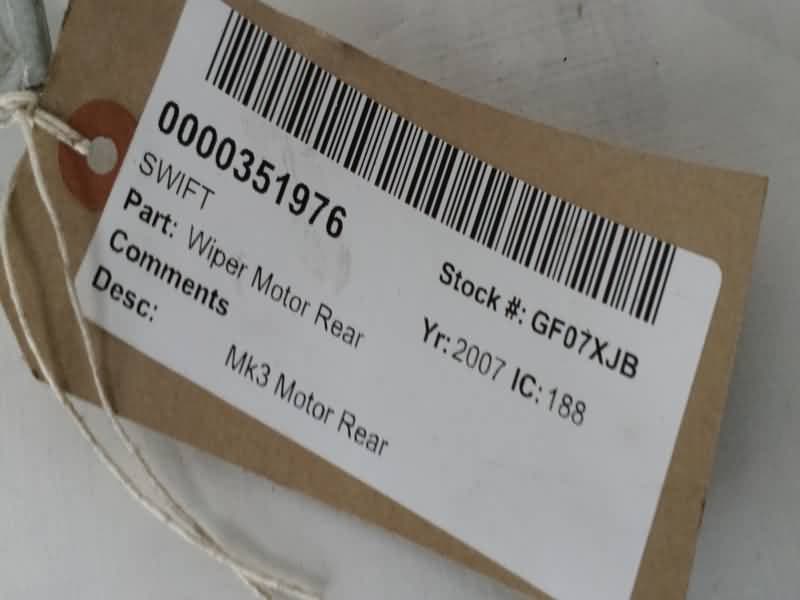 0000351976
SWIFT
Stock #: GF07XJB
Part: Wiper Motor Rear
Yr: 2007 IC: 188
Comments
Desc:
Mk3 Motor Rear